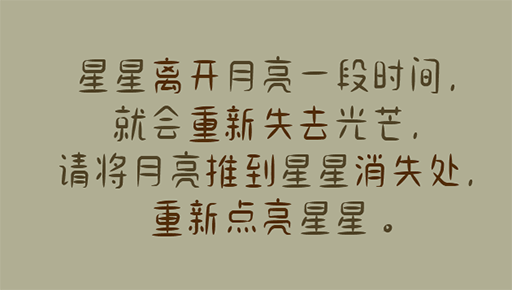 星星离开月亮一段时间,
就会重新失去光芒,
请将月亮推到星星消失处,
重新点亮星星。